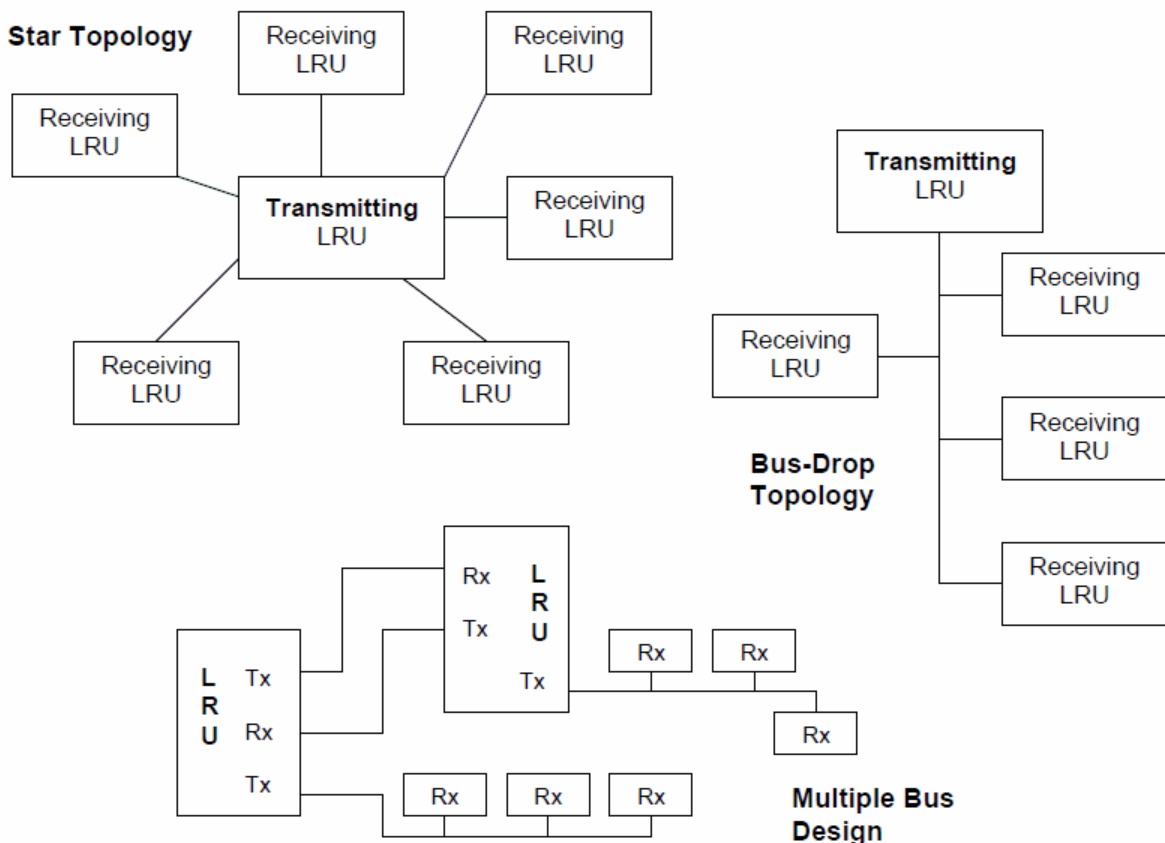 Star Topology
Receiving
LRU
Receiving
LRU
Receiving
LRU
Transmitting
LRU
Receiving
LRU
Receiving
LRU
Receiving
LRU
Transmitting
LRU
Receiving
LRU
Receiving
LRU
Receiving
LRU
Receiving
LRU
Bus-Drop
Topology
L
R
U
Tx
Rx
Tx
Rx
Tx
Tx
L
R
U
Rx
Rx
Rx
Rx
Rx
Rx
Multiple Bus
Design